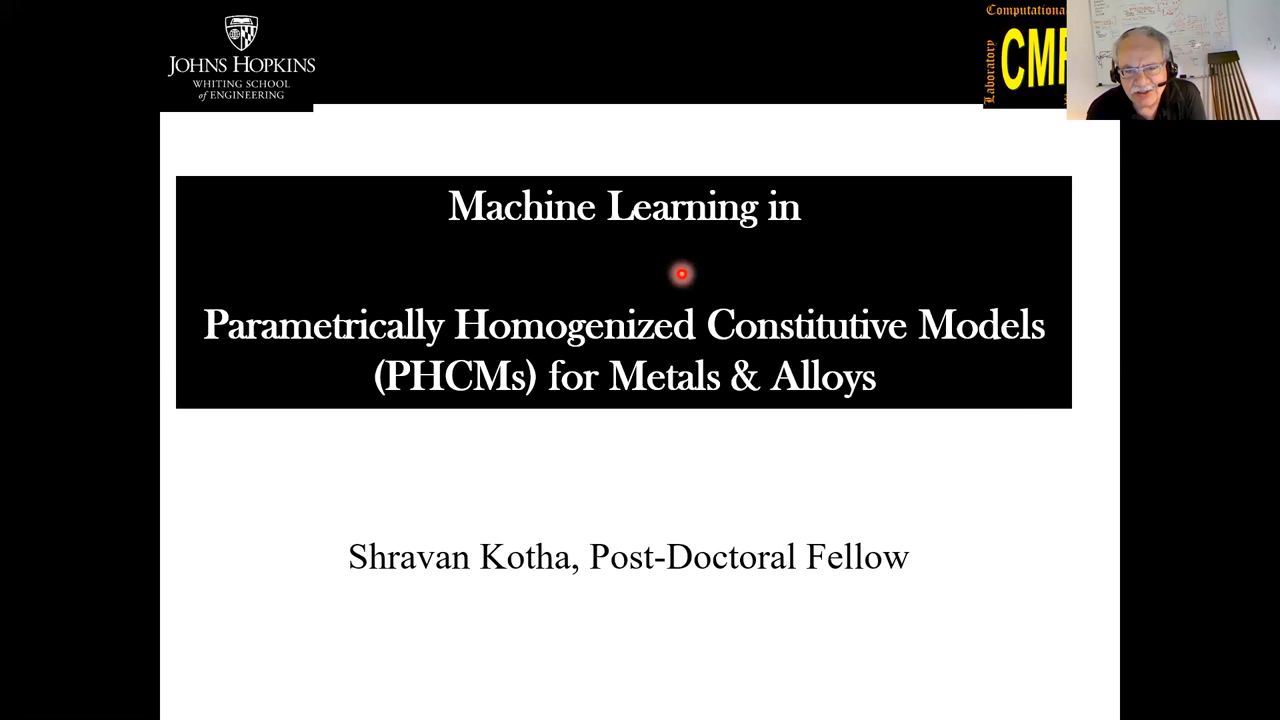 JOHNS HOPKINS
WHITING SCHOOL
of ENGINEERING
Computational
Laboratory
Machine Learning in
Parametrically Homogenized Constitutive Models
(PHCMs) for Metals & Alloys
Shravan Kotha, Post-Doctoral Fellow